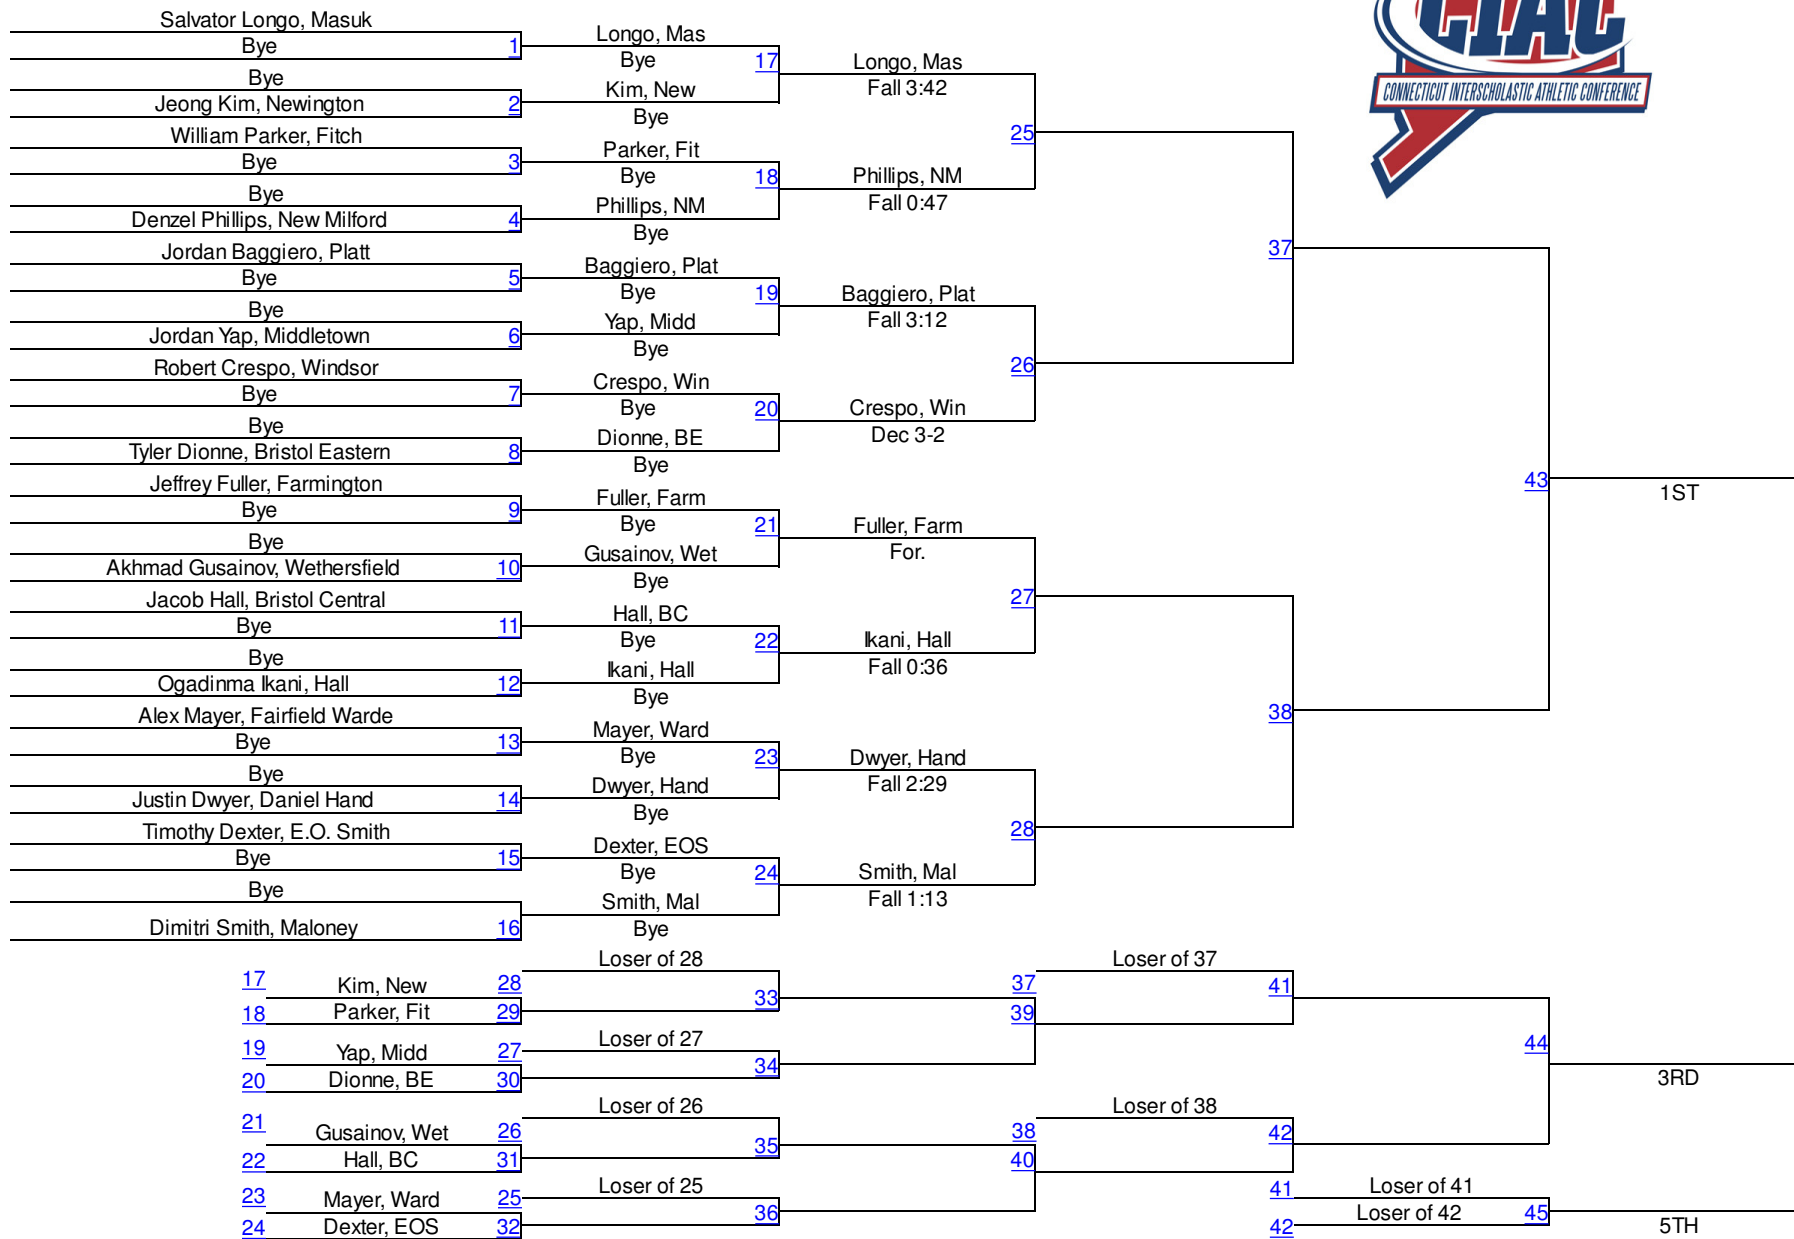 CIAC
CONNECTICUT INTERSCHOLASTIC ATHLETIC CONFERENCE
Salvator Longo, Masuk
Bye
1
Bye
Jeong Kim, Newington
2
William Parker, Fitch
Bye
3
Bye
Denzel Phillips, New Milford
4
Jordan Baggiero, Platt
Bye
5
Bye
Jordan Yap, Middletown
6
Robert Crespo, Windsor
Bye
7
Bye
Tyler Dionne, Bristol Eastern
8
Jeffrey Fuller, Farmington
Bye
9
Bye
Akhmad Gusainov, Wethersfield
10
Jacob Hall, Bristol Central
Bye
11
Bye
Ogadinma Ikani, Hall
12
Alex Mayer, Fairfield Warde
Bye
13
Bye
Justin Dwyer, Daniel Hand
14
Timothy Dexter, E.O. Smith
Bye
15
Bye
Dimitri Smith, Maloney
16
Longo, Mas
Bye
17
Kim, New
Bye
Parker, Fit
Bye
18
Phillips, NM
Bye
Baggiero, Plat
Bye
19
Yap, Midd
Bye
Crespo, Win
Bye
20
Dionne, BE
Bye
Fuller, Farm
Bye
21
Gusainov, Wet
Bye
Hall, BC
Bye
22
Ikani, Hall
Bye
Mayer, Ward
Bye
23
Dwyer, Hand
Bye
Dexter, EOS
Bye
24
Smith, Mal
Bye
Longo, Mas
Fall 3:42
25
Phillips, NM
Fall 0:47
Baggiero, Plat
Fall 3:12
26
Crespo, Win
Dec 3-2
Fuller, Farm
For.
27
Ikani, Hall
Fall 0:36
Dwyer, Hand
Fall 2:29
28
Smith, Mal
Fall 1:13
37
38
43
1ST
17
Kim, New
28
18
Parker, Fit
29
19
Yap, Midd
27
20
Dionne, BE
30
21
Gusainov, Wet
26
22
Hall, BC
31
23
Mayer, Ward
25
24
Dexter, EOS
32
Loser of 28
33
Loser of 27
34
Loser of 26
35
Loser of 25
36
37
39
38
40
Loser of 37
41
Loser of 38
42
44
3RD
41
Loser of 41
42
Loser of 42
45
5TH